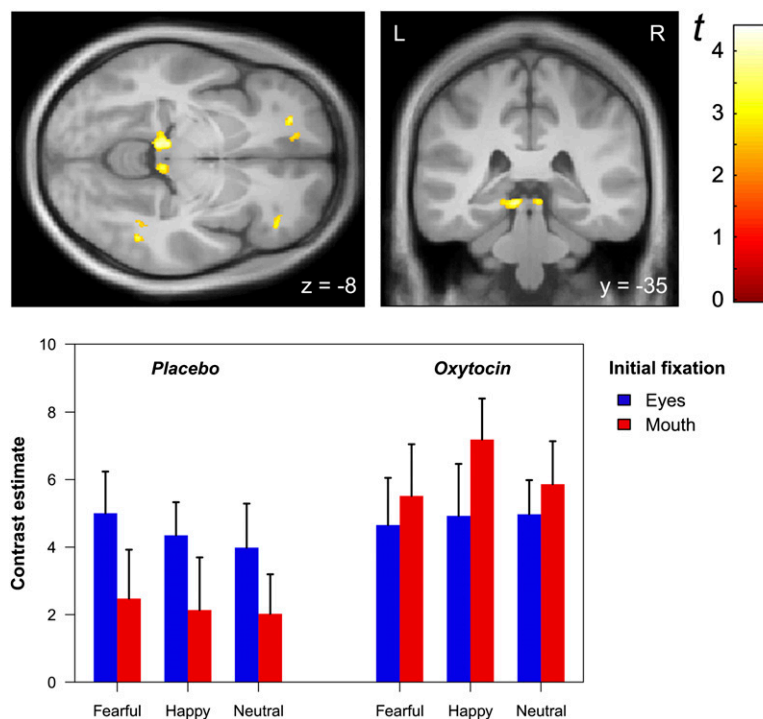 L R
z = -8
y = -35
t
4
3
2
1
0
Placebo
Oxytocin
Initial fixation
Eyes
Mouth
Contrast estimate
10
8
6
4
2
0
Fearful Happy Neutral Fearful Happy Neutral